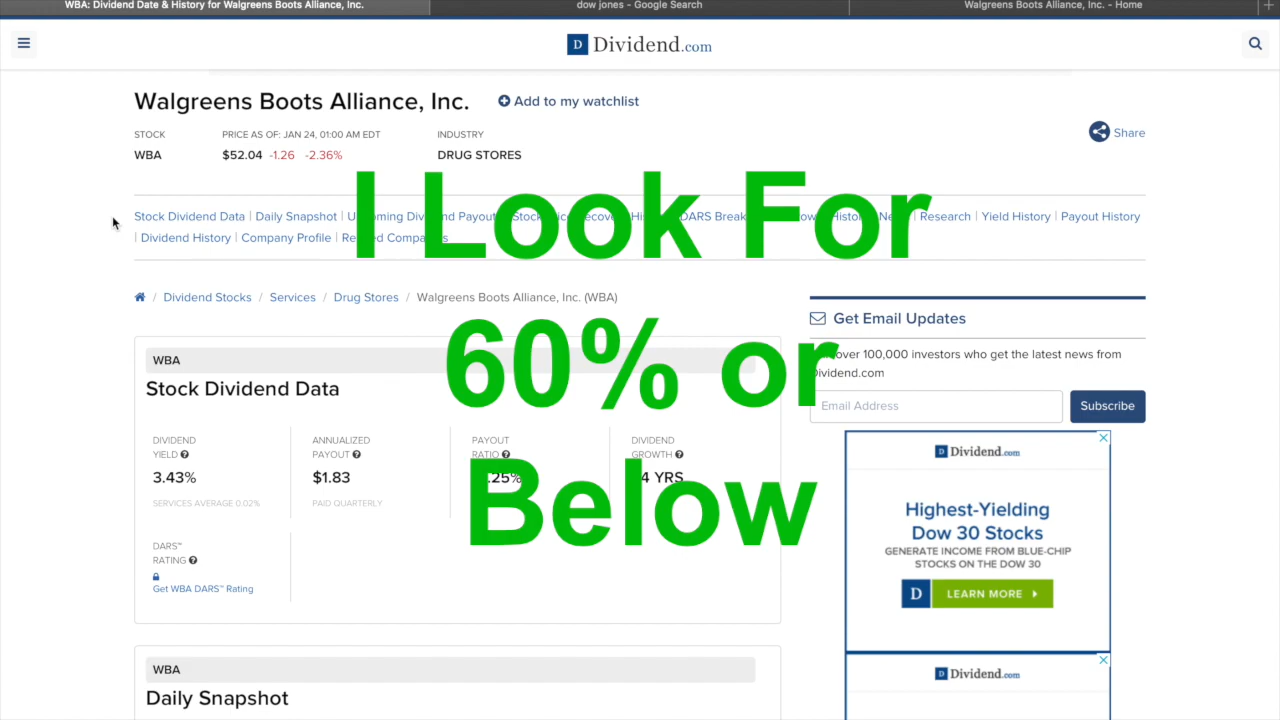 WBA: Dividend Date & History for Walgreens Boots Alliance, Inc.
dow jones - Google Search
Walgreens Boots Alliance, Inc. - Home
D Dividend.com
Walgreens Boots Alliance, Inc.
Add to my watchlist
STOCK
PRICE AS OF: JAN 24, 01:00 AM EDT
INDUSTRY
WBA
$52.04 -1.26 -2.36%
DRUG STORES
Share
I Look For
60% or
Below
Stock Dividend Data | Daily Snapshot |
Research | Yield History | Payout History
| Dividend History | Company Profile |
/ Dividend Stocks / Services / Drug Stores / Walgreens Boots Alliance, Inc. (WBA)
Get Email Updates
over 100,000 investors who get the latest news from
Dividend.com
Email Address
Subscribe
WBA
Stock Dividend Data
DIVIDEND
YIELD
3.43%
SERVICES AVERAGE 0.02%
ANNUALIZED
PAYOUT
$1.83
PAID QUARTERLY
PAYOUT
RATIO
DIVIDEND
GROWTH
YRS
DARS™
RATING
Get WBA DARS™ Rating
D Dividend.com
Highest-Yielding
Dow 30 Stocks
GENERATE INCOME FROM BLUE-CHIP
STOCKS ON THE DOW 30
D LEARN MORE
D Dividend.com
WBA
Daily Snapshot